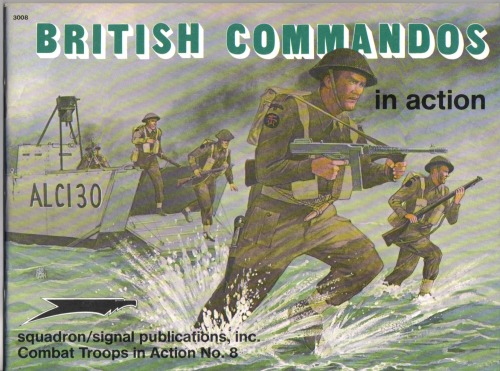 3008
BRITISH COMMANDOS
in action
ALC130
squadron/signal publications, inc.
Combat Troops in Action No. 8